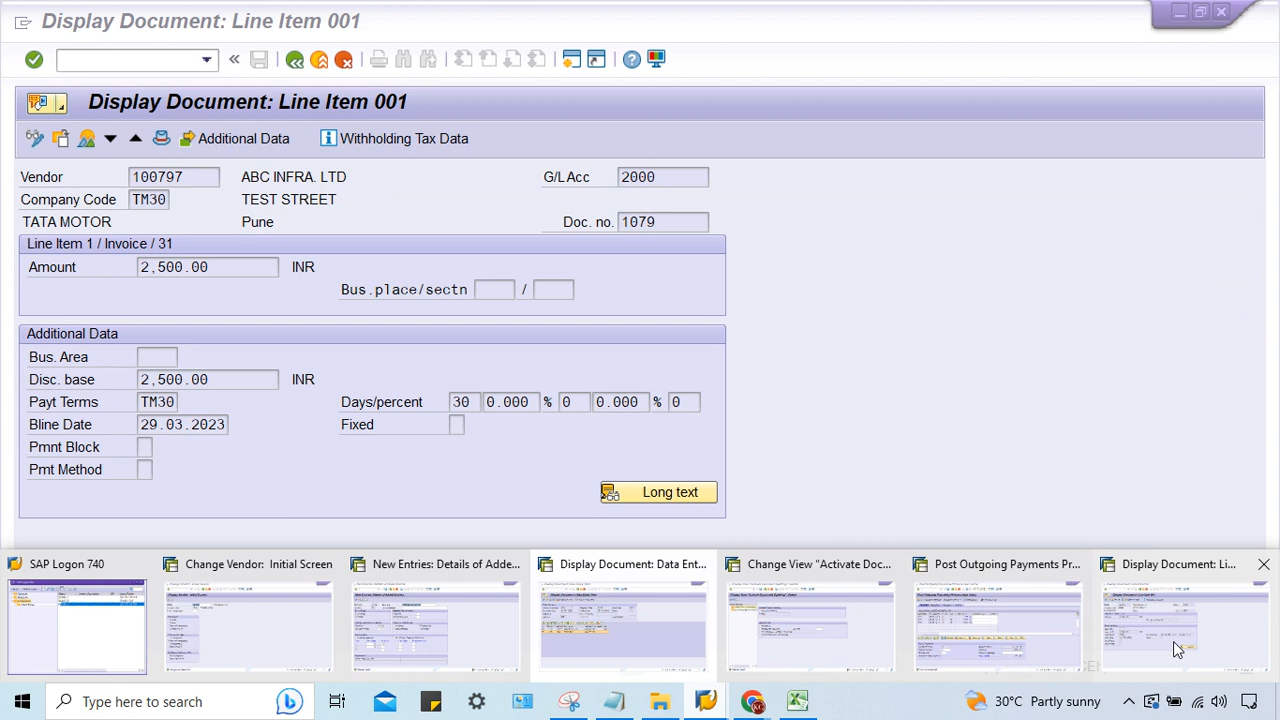 Display Document: Line Item 001
Display Document: Line Item 001
Additional Data
Withholding Tax Data
Vendor 100797 ABC INFRA. LTD G/L Acc 2000
Company Code TM30 TEST STREET
TATA MOTOR Pune Doc. no. 1079
Line Item 1 / Invoice / 31
Amount 2,500.00 INR
Bus.place/sectn /
Additional Data
Bus. Area
Disc. base 2,500.00 INR
Payt Terms TM30 Days/percent 30 0.000 % 0 0.000 % 0
Bline Date 29.03.2023 Fixed
Pmnt Block
Pmt Method
Long text
SAP Logon 740
Change Vendor: Initial Screen
New Entries: Details of Adde...
Display Document: Data Ent...
Change View "Activate Doc...
Post Outgoing Payments Pr...
Display Document: Li...
Type here to search
30°C Partly sunny